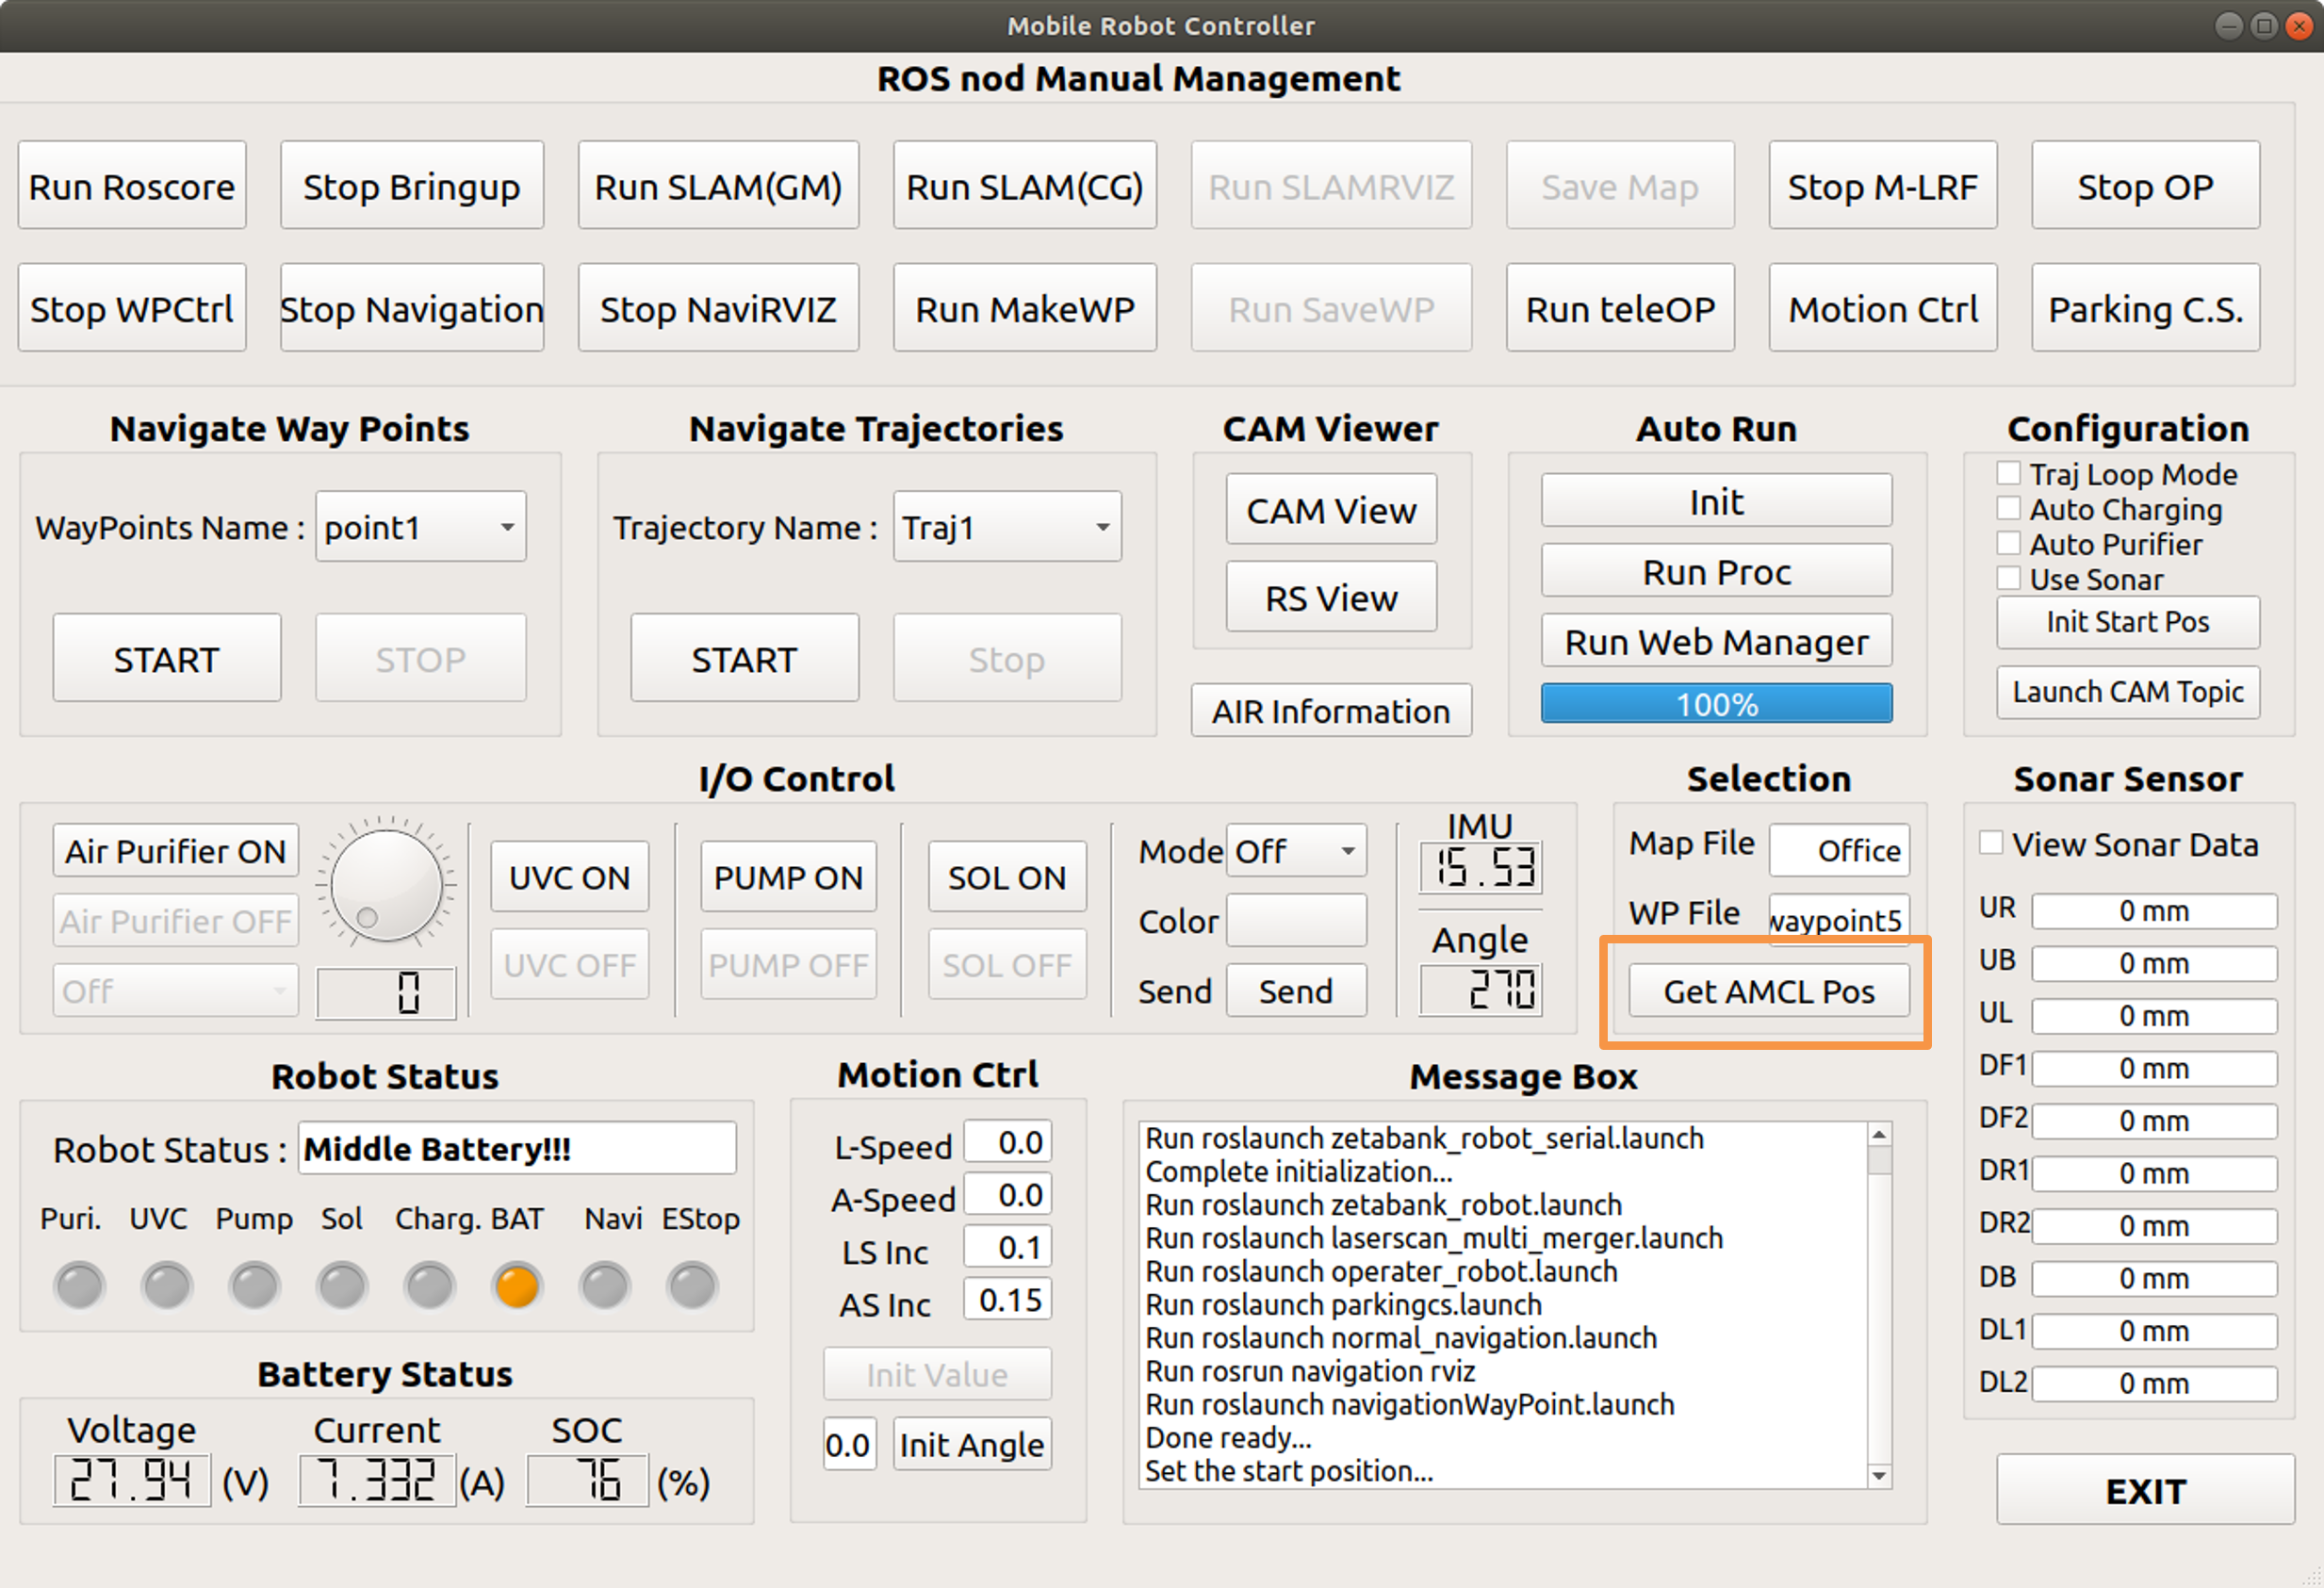 Mobile Robot Controller
ROS nod Manual Management
Run Roscore Stop Bringup Run SLAM(GM) Run SLAM(CG) Run SLAMRVIZ Save Map Stop M-LRF Stop OP
Stop WPCtrl Stop Navigation Stop NaviRVIZ Run MakeWP Run SaveWP Run teleOP Motion Ctrl Parking C.S.
Navigate Way Points
WayPoints Name : point1
START STOP
Navigate Trajectories
Trajectory Name : Traj1
START Stop
CAM Viewer
CAM View
RS View
AIR Information
Auto Run
Init
Run Proc
Run Web Manager
100%
Configuration
Traj Loop Mode
Auto Charging
Auto Purifier
Use Sonar
Init Start Pos
Launch CAM Topic
I/O Control
Air Purifier ON
Air Purifier OFF
Off
0
UVC ON
UVC OFF
PUMP ON
PUMP OFF
SOL ON
SOL OFF
Mode Off
Color
Send Send
IMU
15.53
Angle
270
Selection
Map File Office
WP File waypoint5
Get AMCL Pos
Sonar Sensor
View Sonar Data
UR 0 mm
UB 0 mm
UL 0 mm
DF1 0 mm
DF2 0 mm
DR1 0 mm
DR2 0 mm
DB 0 mm
DL1 0 mm
DL2 0 mm
Robot Status
Robot Status : Middle Battery!!!
Puri. UVC Pump Sol Charg. BAT Navi EStop
Battery Status
Voltage Current SOC
27.94 (V) 7.332 (A) 76 (%)
Motion Ctrl
L-Speed 0.0
A-Speed 0.0
LS Inc 0.1
AS Inc 0.15
Init Value
0.0 Init Angle
Message Box
Run roslaunch zetabank_robot_serial.launch
Complete initialization...
Run roslaunch zetabank_robot.launch
Run roslaunch laserscan_multi_merger.launch
Run roslaunch operater_robot.launch
Run roslaunch parkingcs.launch
Run roslaunch normal_navigation.launch
Run rosrun navigation rviz
Run roslaunch navigationWayPoint.launch
Done ready...
Set the start position...
EXIT